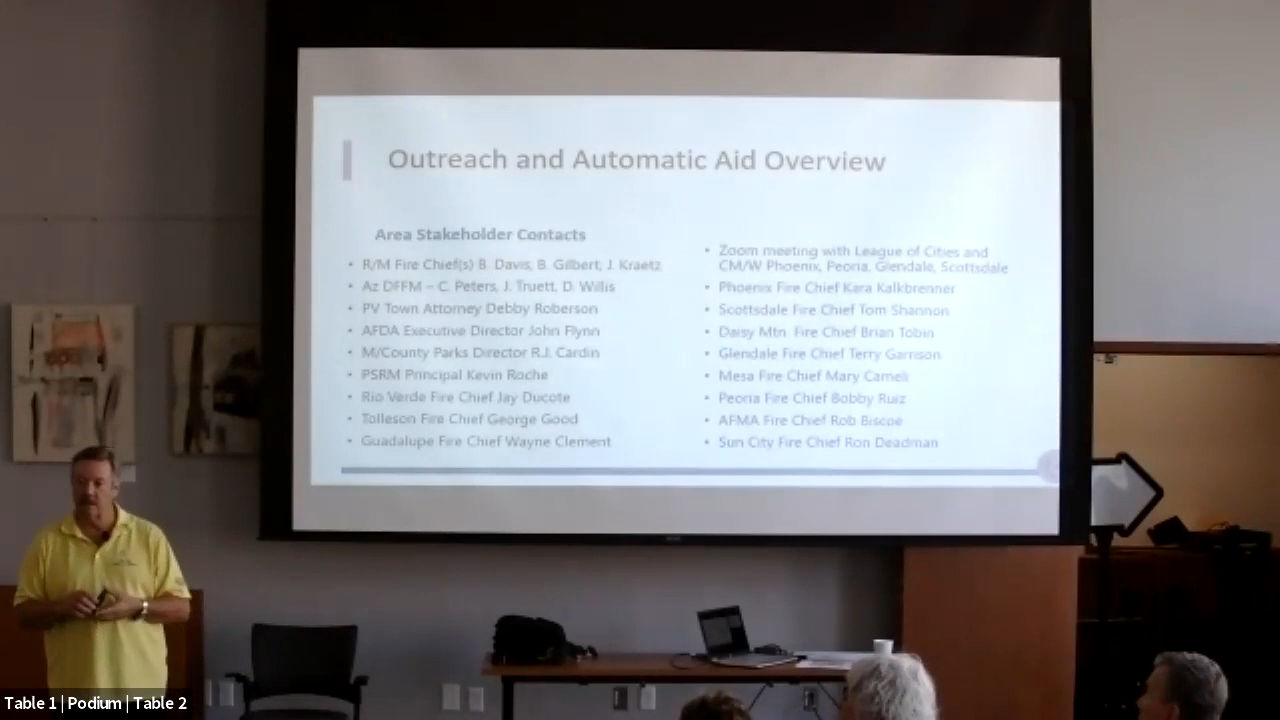 Outreach and Automatic Aid Overview
Area Stakeholder Contacts
• R/M Fire Chief(s) B. Davis, B. Gilbert, J. Kraetz
• Az DFFM – C. Peters, J. Truett, D. Willis
• PV Town Attorney Debby Roberson
• AFDA Executive Director John Flynn
• M/County Parks Director R.J. Cardin
• PSRM Principal Kevin Roche
• Rio Verde Fire Chief Jay Ducote
• Tolleson Fire Chief George Good
• Guadalupe Fire Chief Wayne Clement
• Zoom meeting with League of Cities and
CM/W Phoenix, Peoria, Glendale, Scottsdale
• Phoenix Fire Chief Kara Kalkbrenner
• Scottsdale Fire Chief Tom Shannon
• Daisy Mtn. Fire Chief Brian Tobin
• Glendale Fire Chief Terry Garrison
• Mesa Fire Chief Mary Cameli
• Peoria Fire Chief Bobby Ruiz
• AFMA Fire Chief Rob Biscoe
• Sun City Fire Chief Ron Deadman
Table 1 | Podium | Table 2